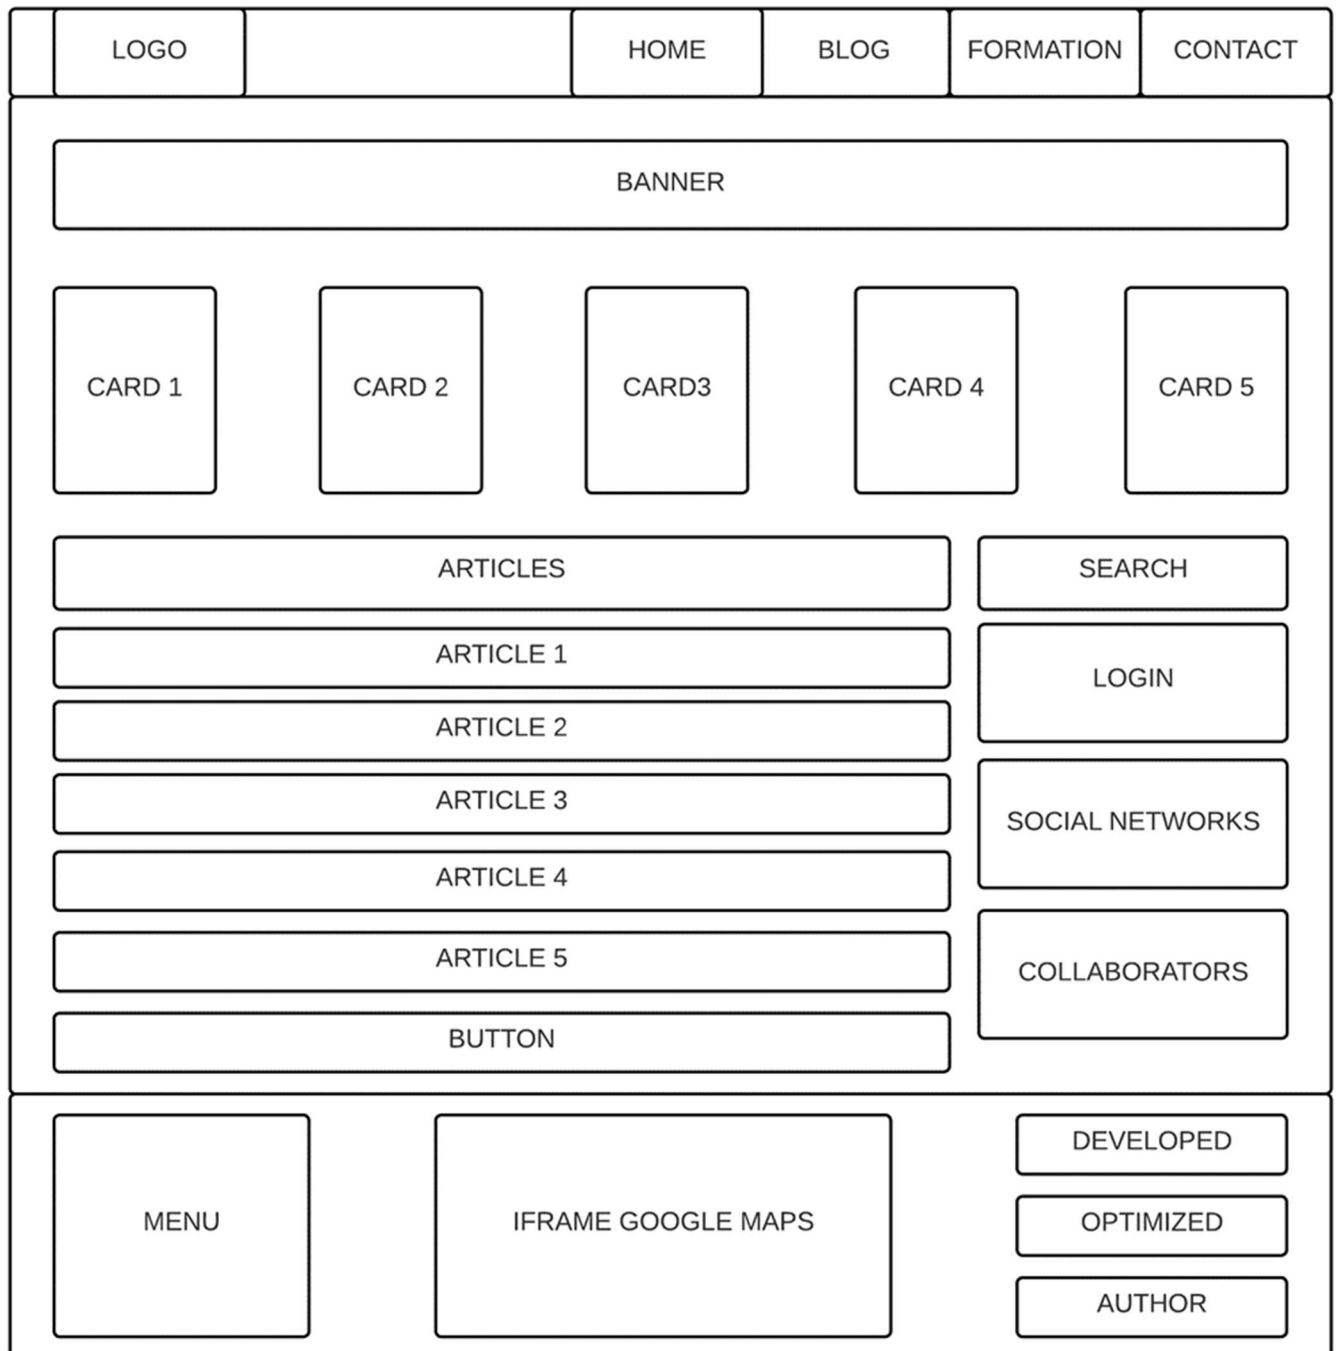 LOGO
HOME
BLOG
FORMATION
CONTACT
BANNER
CARD 1
CARD 2
CARD3
CARD 4
CARD 5
ARTICLES
ARTICLE 1
ARTICLE 2
ARTICLE 3
ARTICLE 4
ARTICLE 5
BUTTON
SEARCH
LOGIN
SOCIAL NETWORKS
COLLABORATORS
MENU
IFRAME GOOGLE MAPS
DEVELOPED
OPTIMIZED
AUTHOR